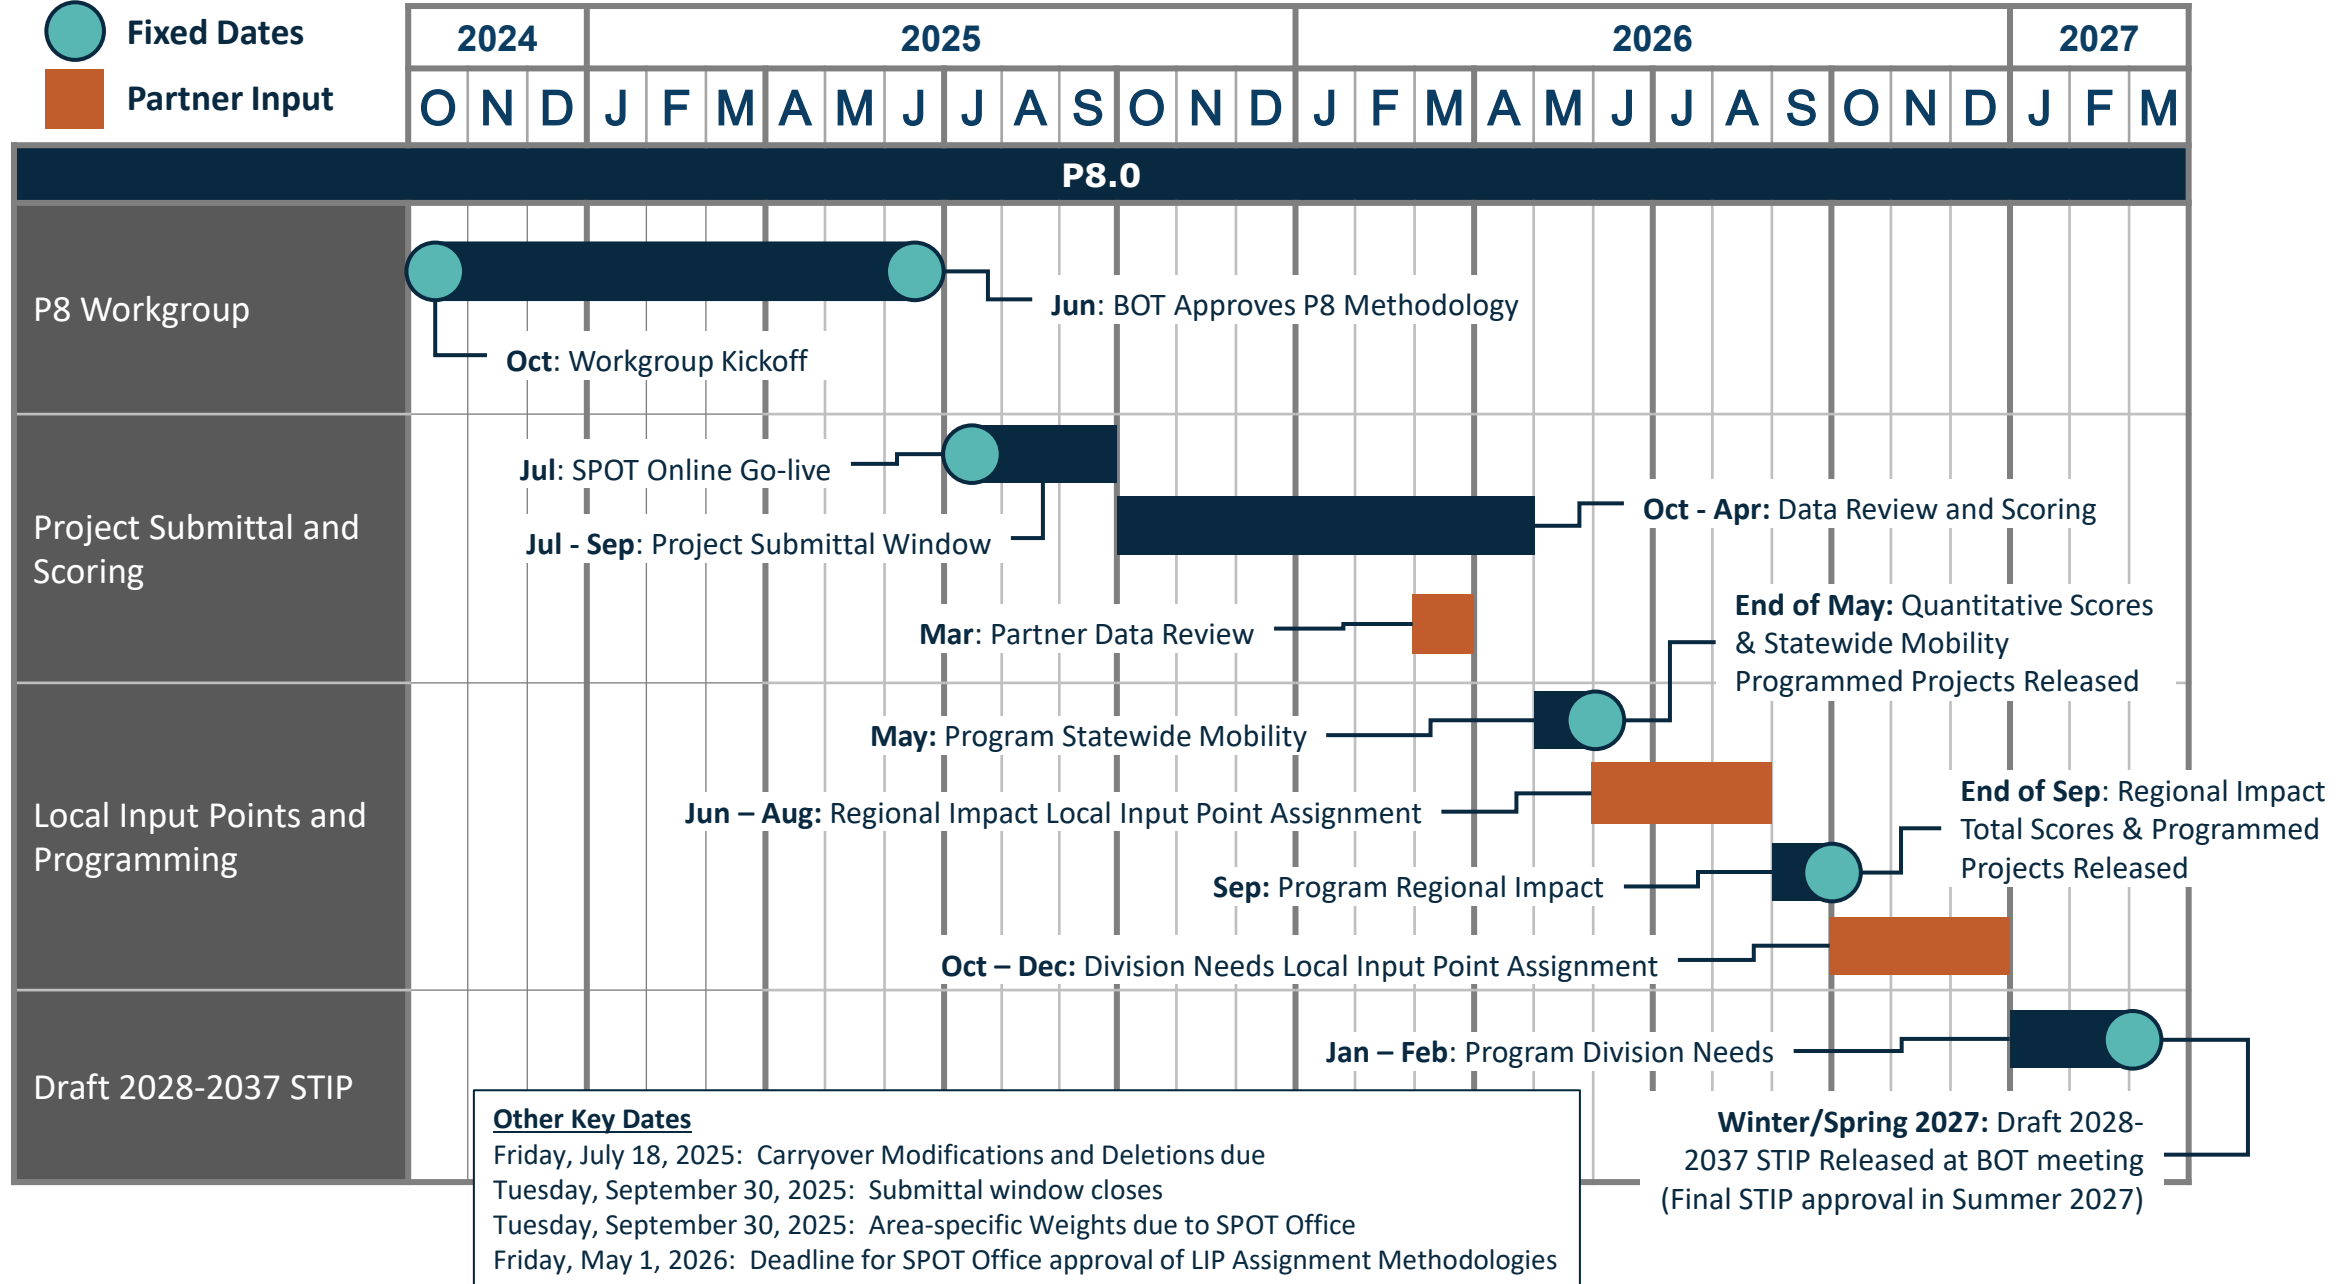 Fixed Dates
Partner Input
2024 2025 2026 2027
O N D J F M A M J J A S O N D J F M A M J J A S O N D J F M
P8.0
P8 Workgroup
Jun: BOT Approves P8 Methodology
Oct: Workgroup Kickoff
Project Submittal and
Scoring
Jul: SPOT Online Go-live
Jul - Sep: Project Submittal Window
Oct - Apr: Data Review and Scoring
Mar: Partner Data Review
End of May: Quantitative Scores
& Statewide Mobility
Programmed Projects Released
Local Input Points and
Programming
May: Program Statewide Mobility
Jun – Aug: Regional Impact Local Input Point Assignment
End of Sep: Regional Impact
Total Scores & Programmed
Projects Released
Sep: Program Regional Impact
Oct – Dec: Division Needs Local Input Point Assignment
Draft 2028-2037 STIP
Jan – Feb: Program Division Needs
Winter/Spring 2027: Draft 2028-
2037 STIP Released at BOT meeting
(Final STIP approval in Summer 2027)
Other Key Dates
Friday, July 18, 2025: Carryover Modifications and Deletions due
Tuesday, September 30, 2025: Submittal window closes
Tuesday, September 30, 2025: Area-specific Weights due to SPOT Office
Friday, May 1, 2026: Deadline for SPOT Office approval of LIP Assignment Methodologies